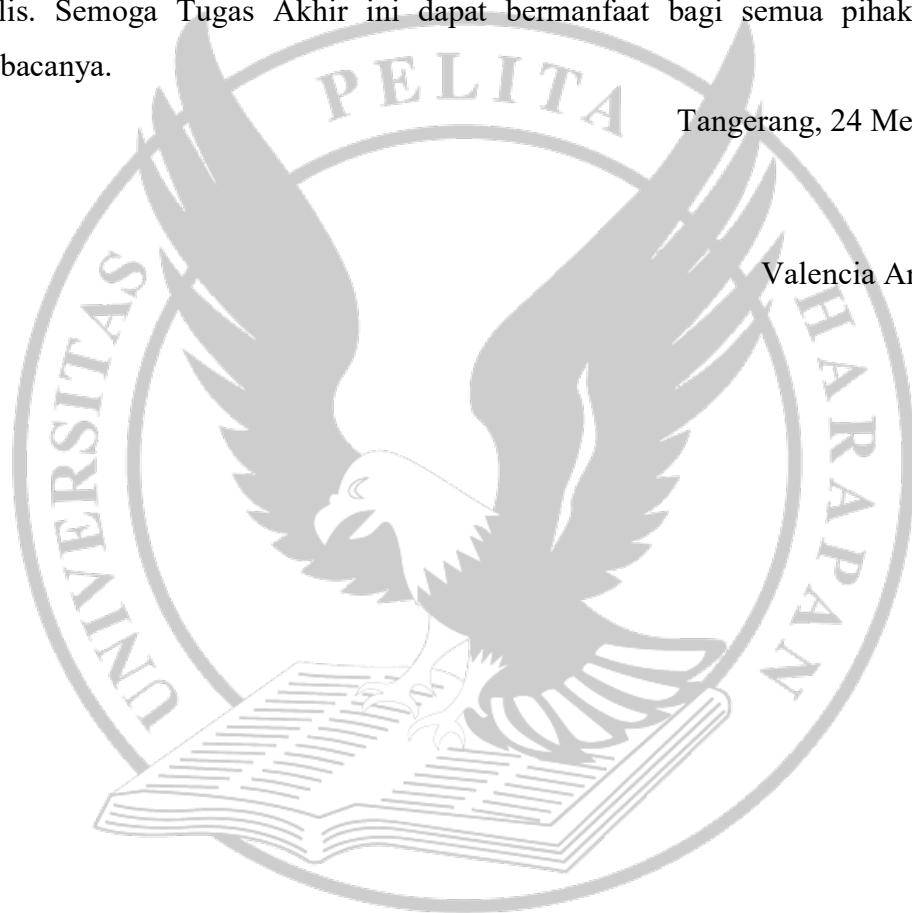 lis. Semoga Tugas Akhir ini dapat bermanfaat bagi semua pihak
bacanya.
Tangerang, 24 Me
Valencia
UNIVERSITAS PELITA HARAPAN